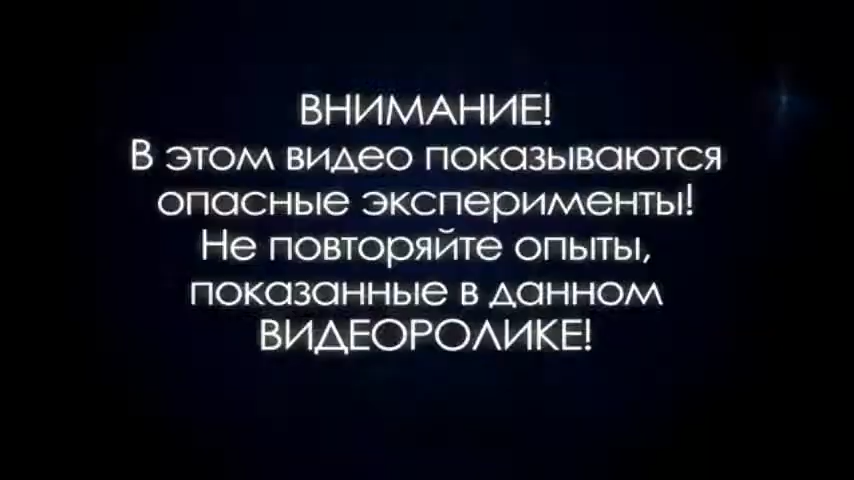 ВНИМАНИЕ!
В этом видео показываются
опасные эксперименты!
Не повторяйте опыты,
показанные в данном
ВИДЕОРОЛИКЕ!